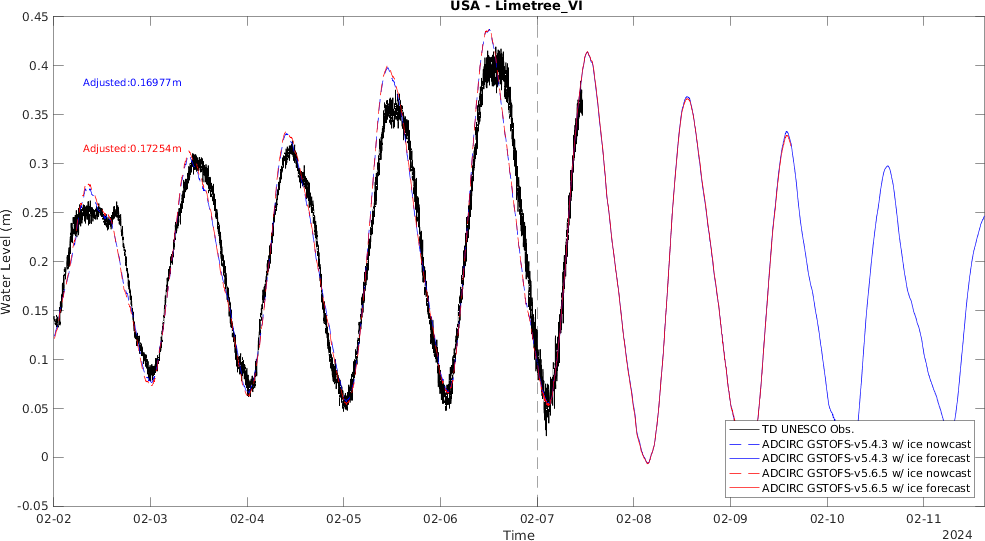 USA - Limetree_VI
0.45
0.4
0.35
0.3
0.25
0.2
0.15
0.1
0.05
0
-0.05
Water Level (m)
Adjusted:0.16977m
Adjusted:0.17254m
TD UNESCO Obs.
ADCIRC GSTOFS-v5.4.3 w/ ice nowcast
ADCIRC GSTOFS-v5.4.3 w/ ice forecast
ADCIRC GSTOFS-v5.6.5 w/ ice nowcast
ADCIRC GSTOFS-v5.6.5 w/ ice forecast
02-02 02-03 02-04 02-05 02-06 02-07 02-08 02-09 02-10 02-11
Time
2024